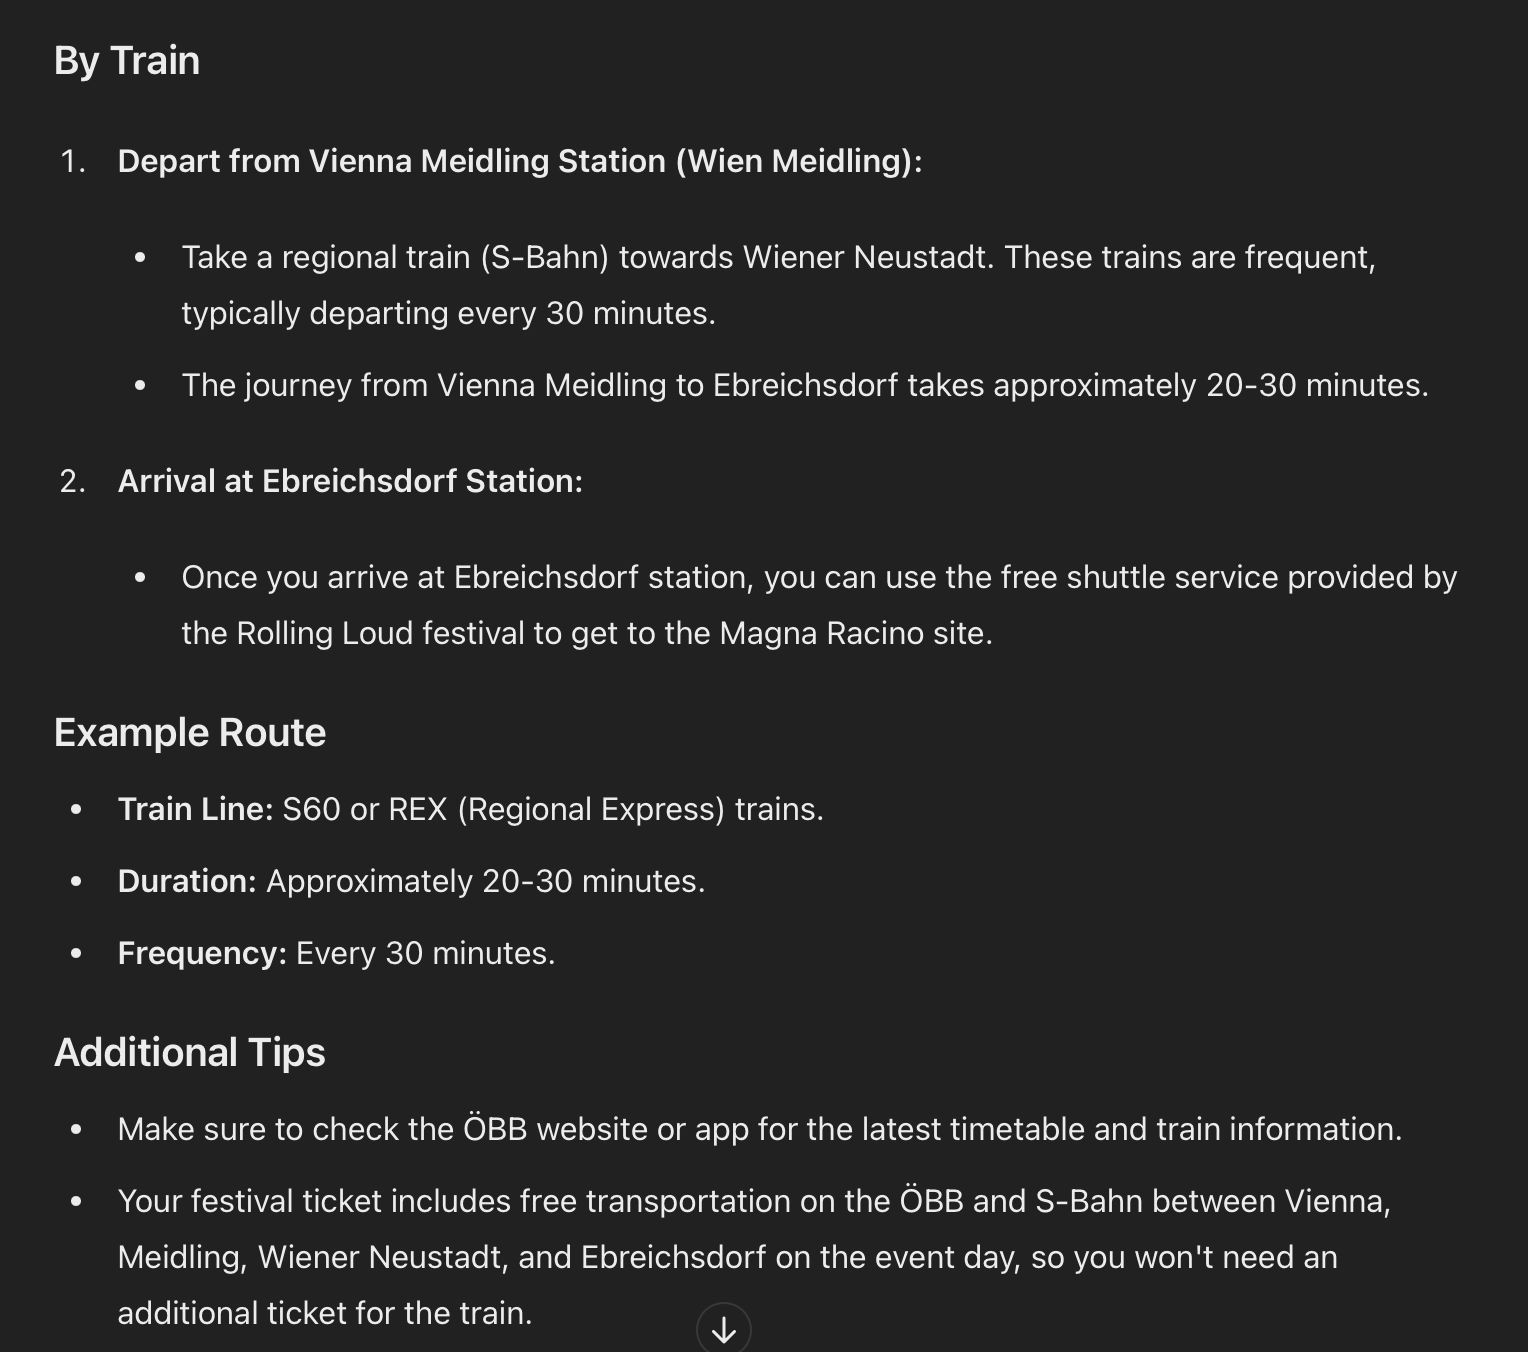 By Train
1. Depart from Vienna Meidling Station (Wien Meidling):
• Take a regional train (S-Bahn) towards Wiener Neustadt. These trains are frequent,
typically departing every 30 minutes.
• The journey from Vienna Meidling to Ebreichsdorf takes approximately 20-30 minutes.
2. Arrival at Ebreichsdorf Station:
• Once you arrive at Ebreichsdorf station, you can use the free shuttle service provided by
the Rolling Loud festival to get to the Magna Racino site.
Example Route
• Train Line: S60 or REX (Regional Express) trains.
• Duration: Approximately 20-30 minutes.
• Frequency: Every 30 minutes.
Additional Tips
• Make sure to check the ÖBB website or app for the latest timetable and train information.
• Your festival ticket includes free transportation on the ÖBB and S-Bahn between Vienna,
Meidling, Wiener Neustadt, and Ebreichsdorf on the event day, so you won't need an
additional ticket for the train.